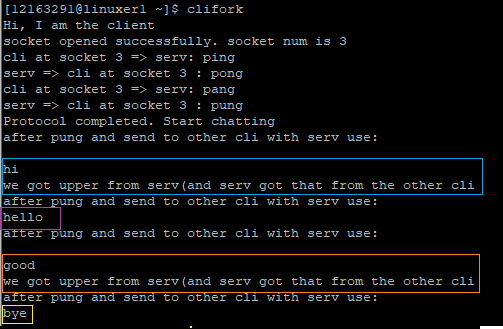 [12163291@linuxer1 ~]$ clifork
Hi, I am the client
socket opened successfully. socket num is 3
cli at socket 3 => serv: ping
serv => cli at socket 3 : pong
cli at socket 3 => serv: pang
serv => cli at socket 3 : pung
Protocol completed. Start chatting
after pung and send to other cli with serv use:
hi
we got upper from serv(and serv got that from the other cli
after pung and send to other cli with serv use:
hello
after pung and send to other cli with serv use:
good
we got upper from serv(and serv got that from the other cli
after pung and send to other cli with serv use:
bye